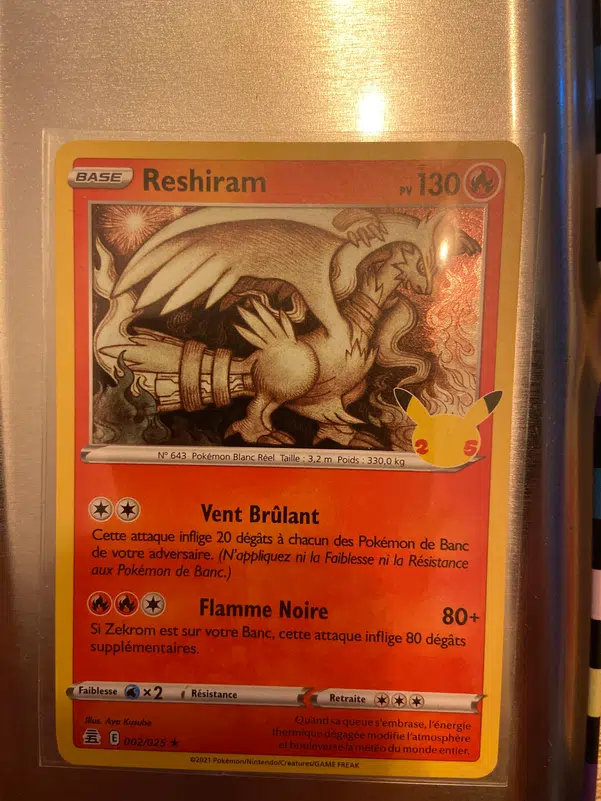 BASE Reshiram PV 130
25
N° 643 Pokémon Blanc Réel Taille : 3,2 m Poids : 330,0 kg
Vent Brûlant
Cette attaque inflige 20 dégâts à chacun des Pokémon de Banc
de votre adversaire. (N'appliquez ni la Faiblesse ni la Résistance
aux Pokémon de Banc.)
Flamme Noire 80+
Si Zekrom est sur votre Banc, cette attaque inflige 80 dégâts
supplémentaires.
Faiblesse ×2 Résistance Retraite
Illus. Aya Kusube
Quand sa queue s'embrase, l'énergie
thermique dégagée modifie l'atmosphère
et bouleverse la météo du monde entier.
E 002/025 ★
©2021 Pokémon/Nintendo/Creatures/GAME FREAK